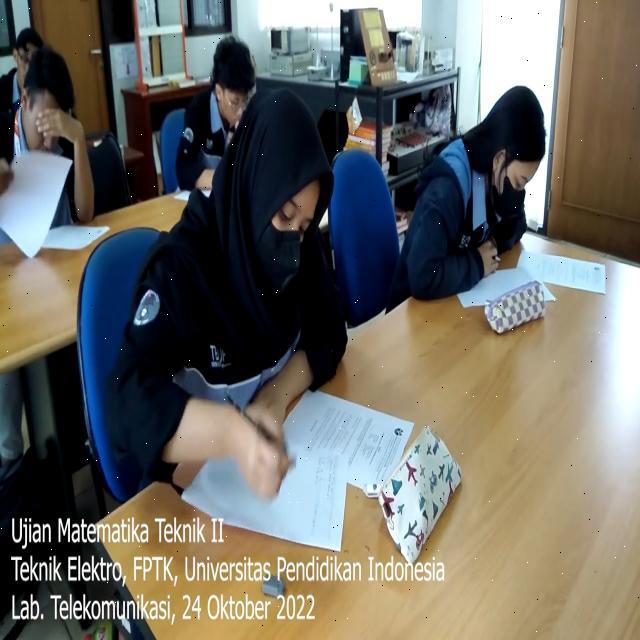 Ujian Matematika Teknik II
Teknik Elektro, FPTK, Universitas Pendidikan Indonesia
Lab. Telekomunikasi, 24 Oktober 2022